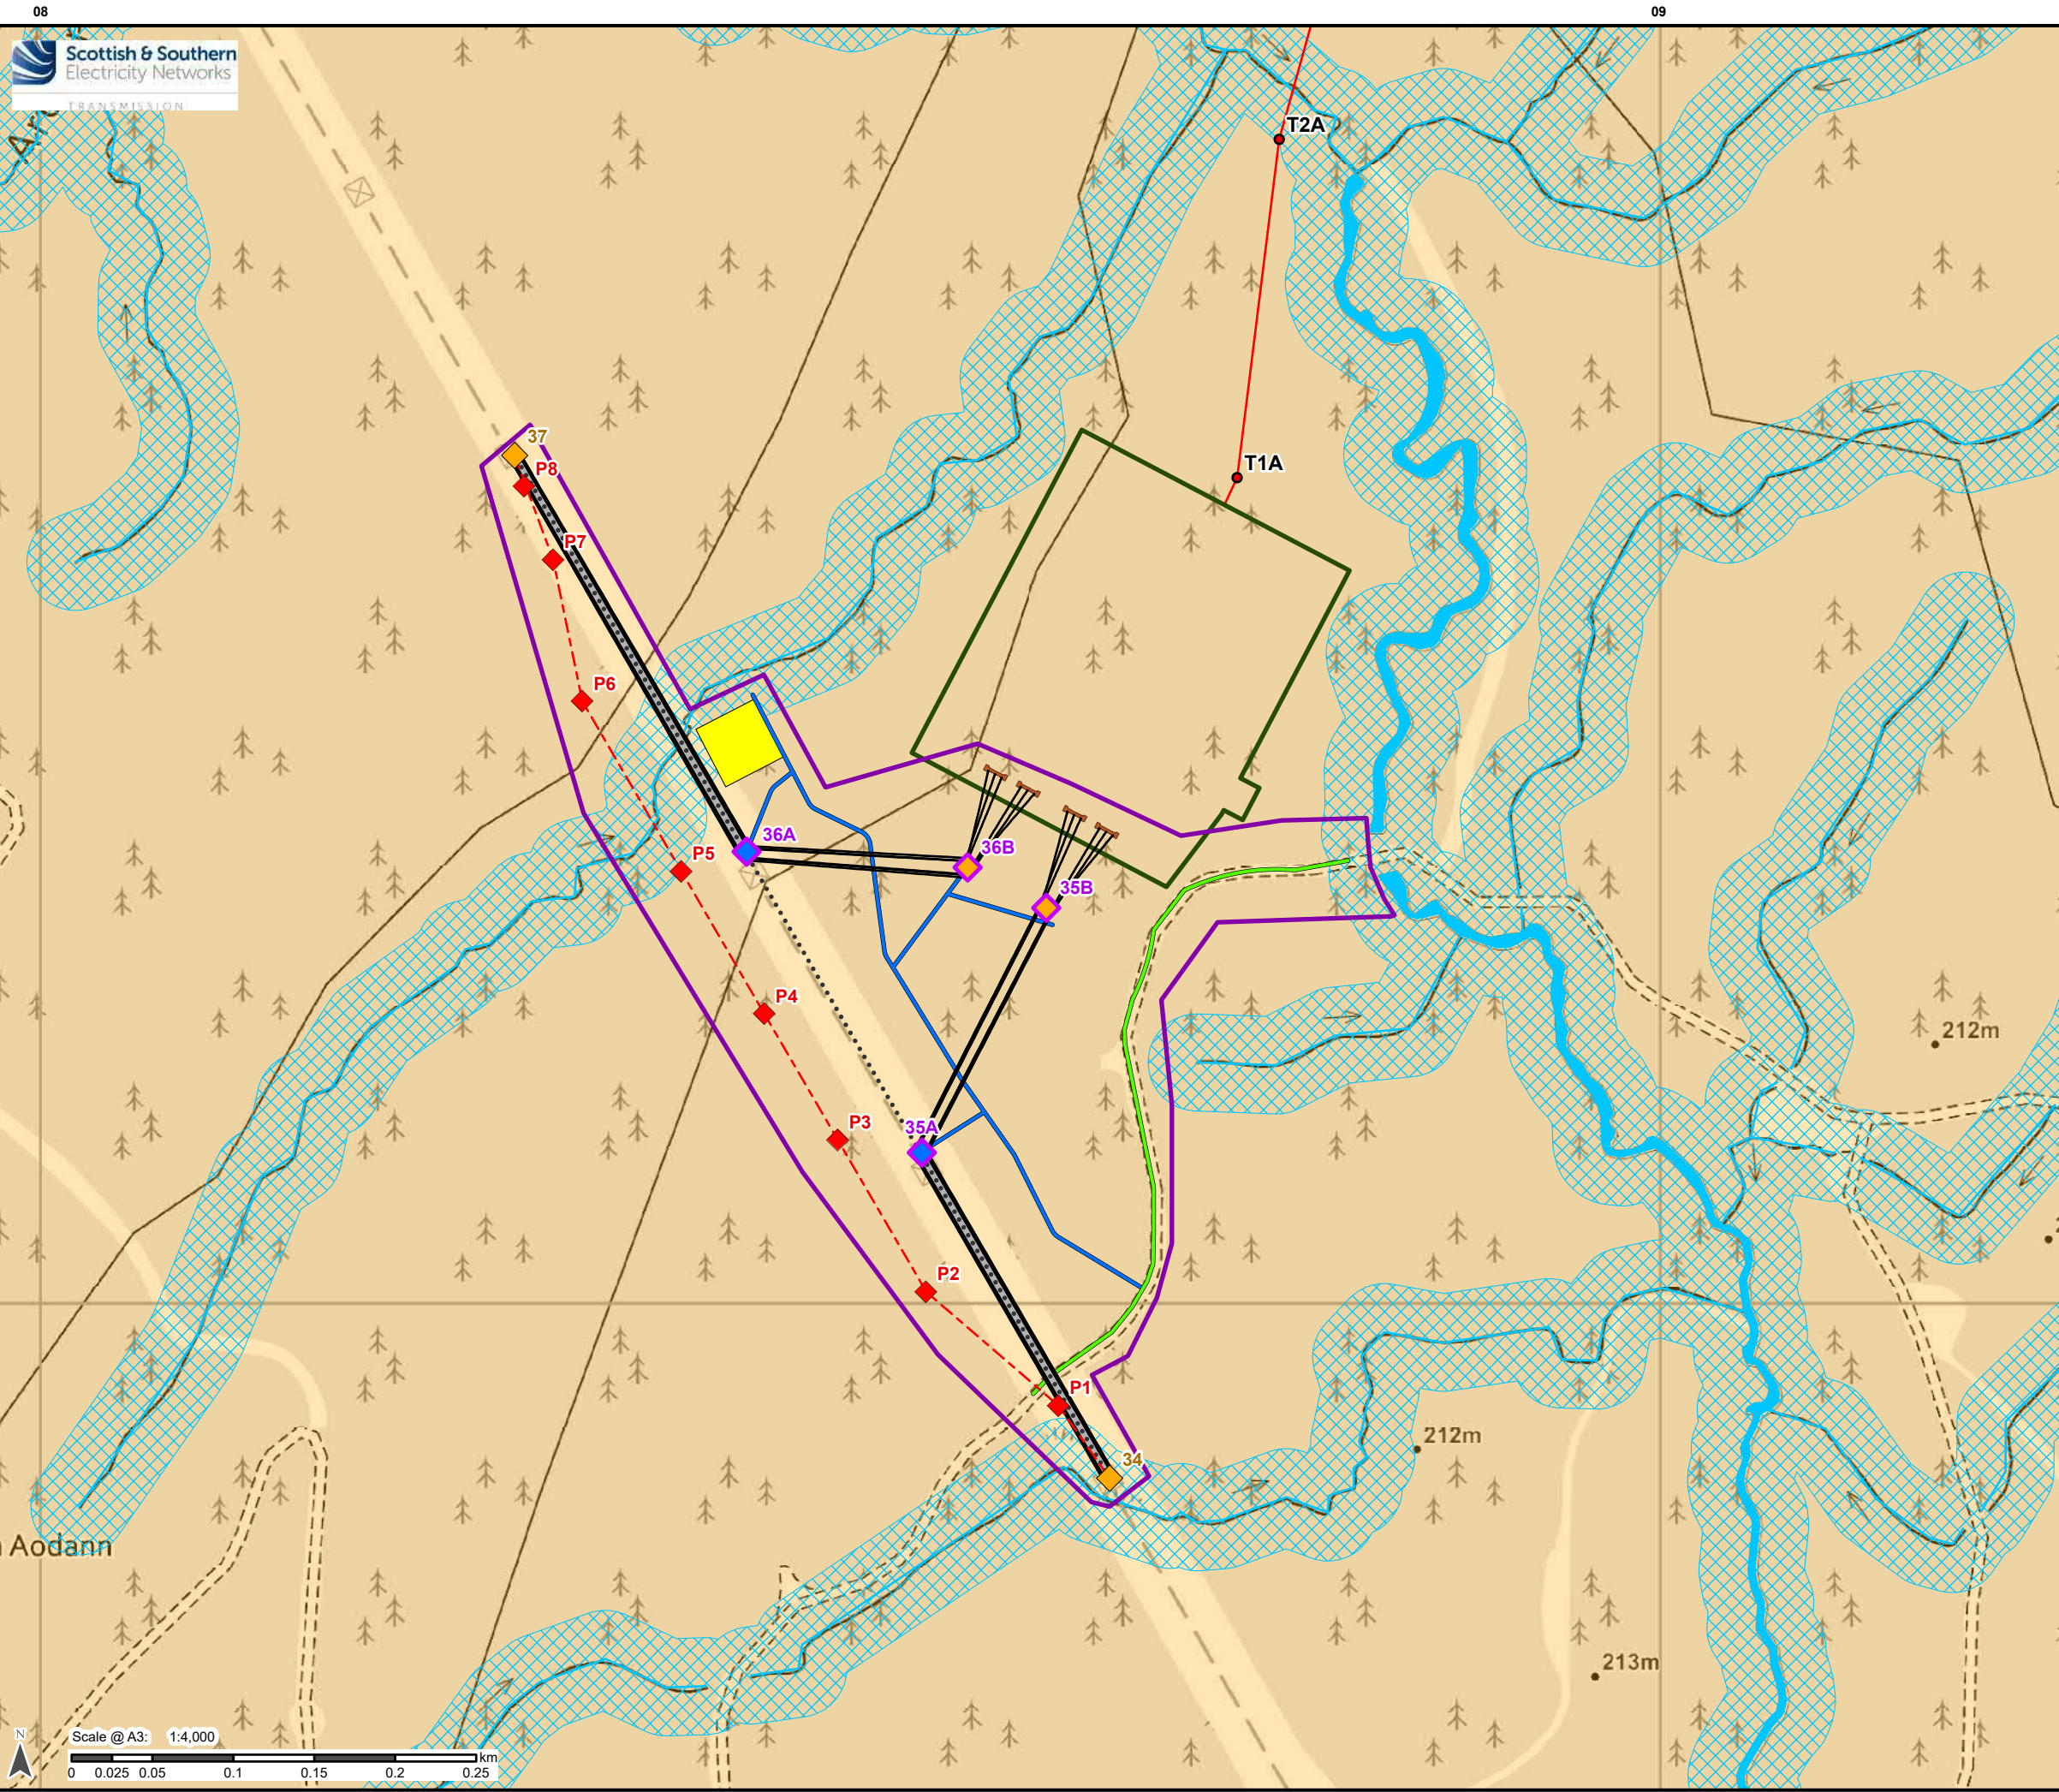 08
09
Scottish & Southern
Electricity Networks
TRANSMISSION
T2A
37
P8
T1A
P7
P6
36A
36B
P5
35B
P4
212m
P3
35A
P2
P1
212m
34
Aodann
213m
N
Scale @ A3: 1:4,000
km
0 0.025 0.05 0.1 0.15 0.2 0.25